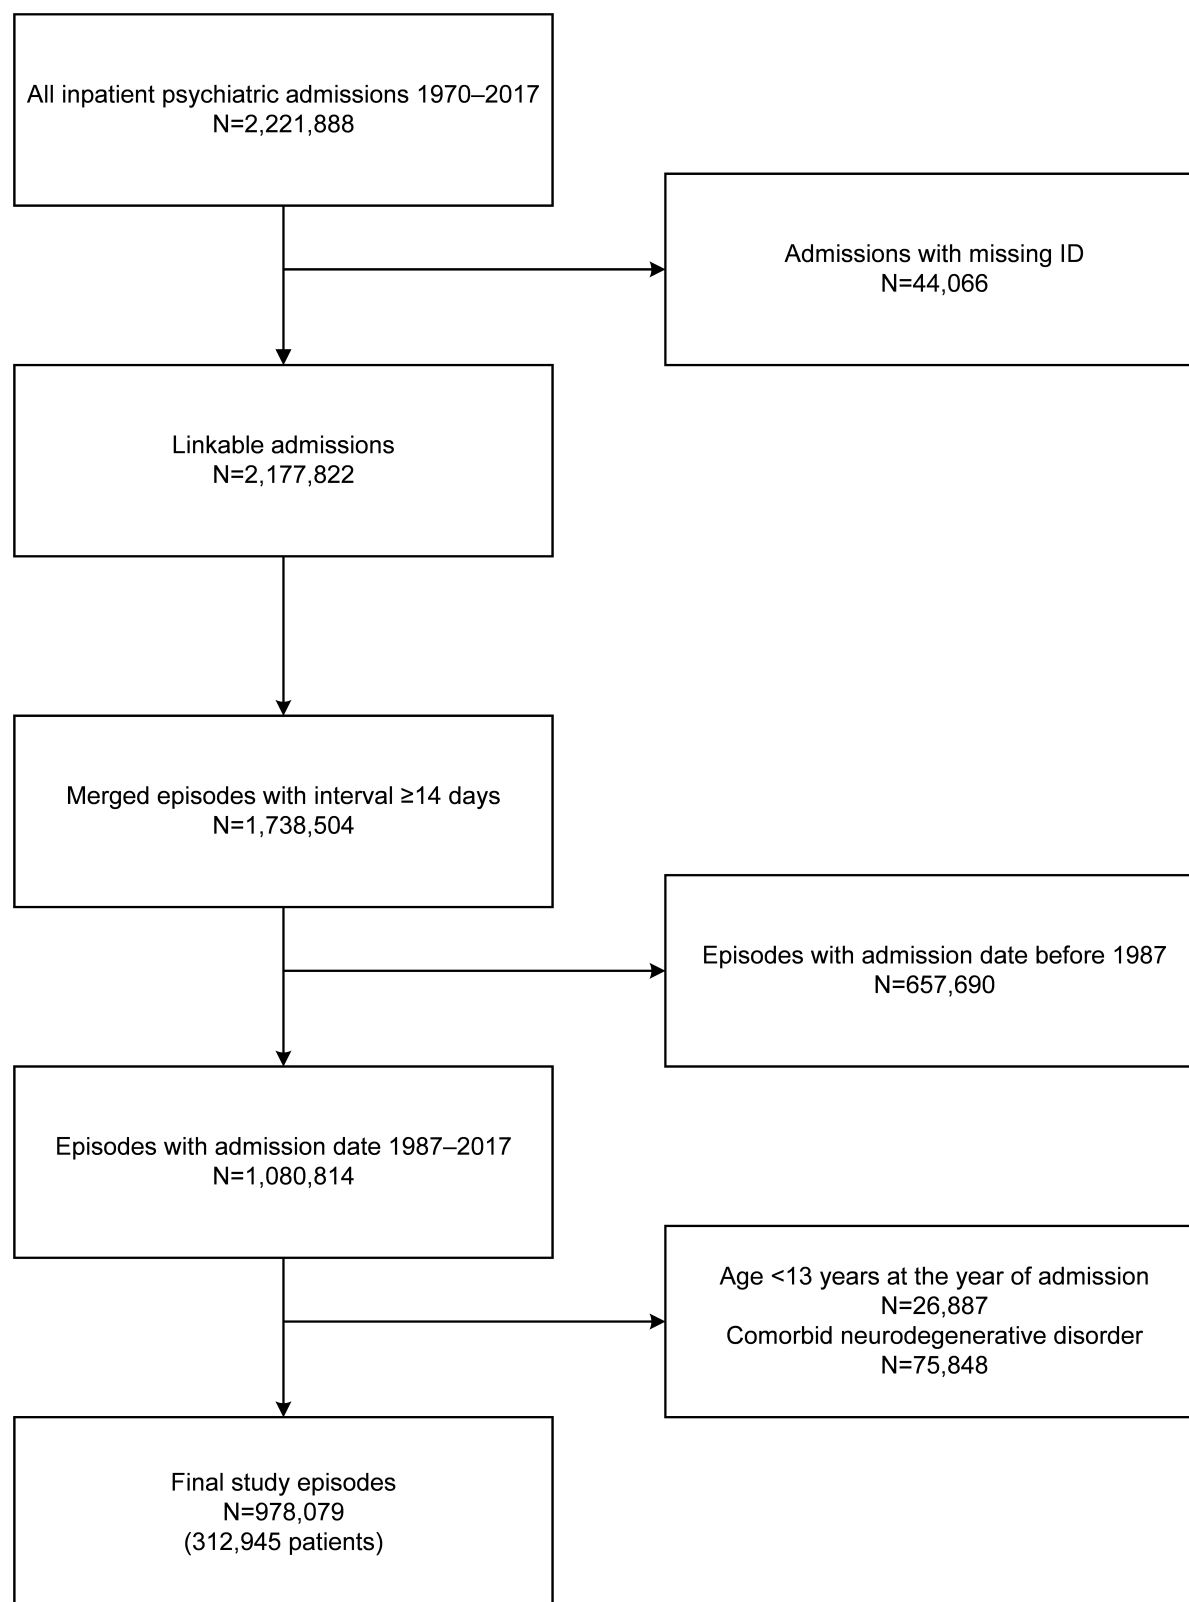 All inpatient psychiatric admissions 1970–2017
N=2,221,888
Admissions with missing ID
N=44,066
Linkable admissions
N=2,177,822
Merged episodes with interval ≥14 days
N=1,738,504
Episodes with admission date before 1987
N=657,690
Episodes with admission date 1987–2017
N=1,080,814
Age <13 years at the year of admission
N=26,887
Comorbid neurodegenerative disorder
N=75,848
Final study episodes
N=978,079
(312,945 patients)